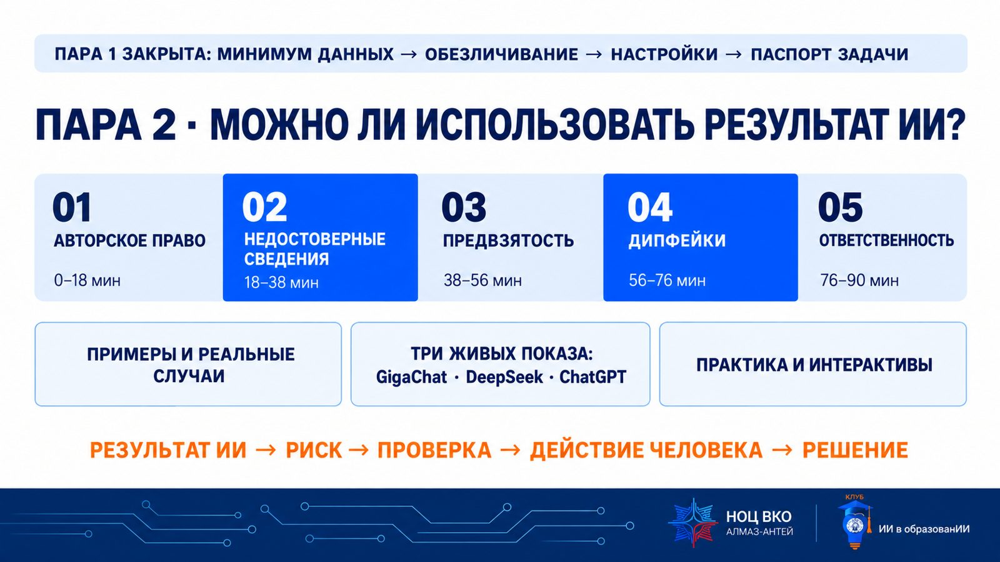 ПАРА 1 ЗАКРЫТА: МИНИМУМ ДАННЫХ → ОБЕЗЛИЧИВАНИЕ → НАСТРОЙКИ → ПАСПОРТ ЗАДАЧИ
ПАРА 2 · МОЖНО ЛИ ИСПОЛЬЗОВАТЬ РЕЗУЛЬТАТ ИИ?
01
АВТОРСКОЕ ПРАВО
0–18 мин
02
НЕДОСТОВЕРНЫЕ
СВЕДЕНИЯ
18–38 мин
03
ПРЕДВЗЯТОСТЬ
38–56 мин
04
ДИПФЕЙКИ
56–76 мин
05
ОТВЕТСТВЕННОСТЬ
76–90 мин
ПРИМЕРЫ И РЕАЛЬНЫЕ
СЛУЧАИ
ТРИ ЖИВЫХ ПОКАЗА:
GigaChat · DeepSeek · ChatGPT
ПРАКТИКА И ИНТЕРАКТИВЫ
РЕЗУЛЬТАТ ИИ → РИСК → ПРОВЕРКА → ДЕЙСТВИЕ ЧЕЛОВЕКА → РЕШЕНИЕ
НОЦ ВКО
АЛМАЗ-АНТЕЙ
КЛУБ
ИИ в образованИИ